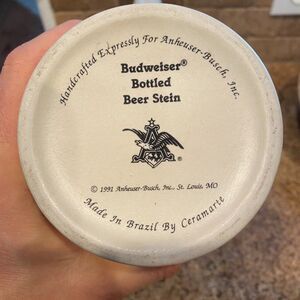 Handcrafted Expressly For Anheuser-Busch, Inc.
Budweiser®
Bottled
Beer Stein
®
© 1991 Anheuser-Busch, Inc., St. Louis, MO
Made In Brazil By Ceramarte